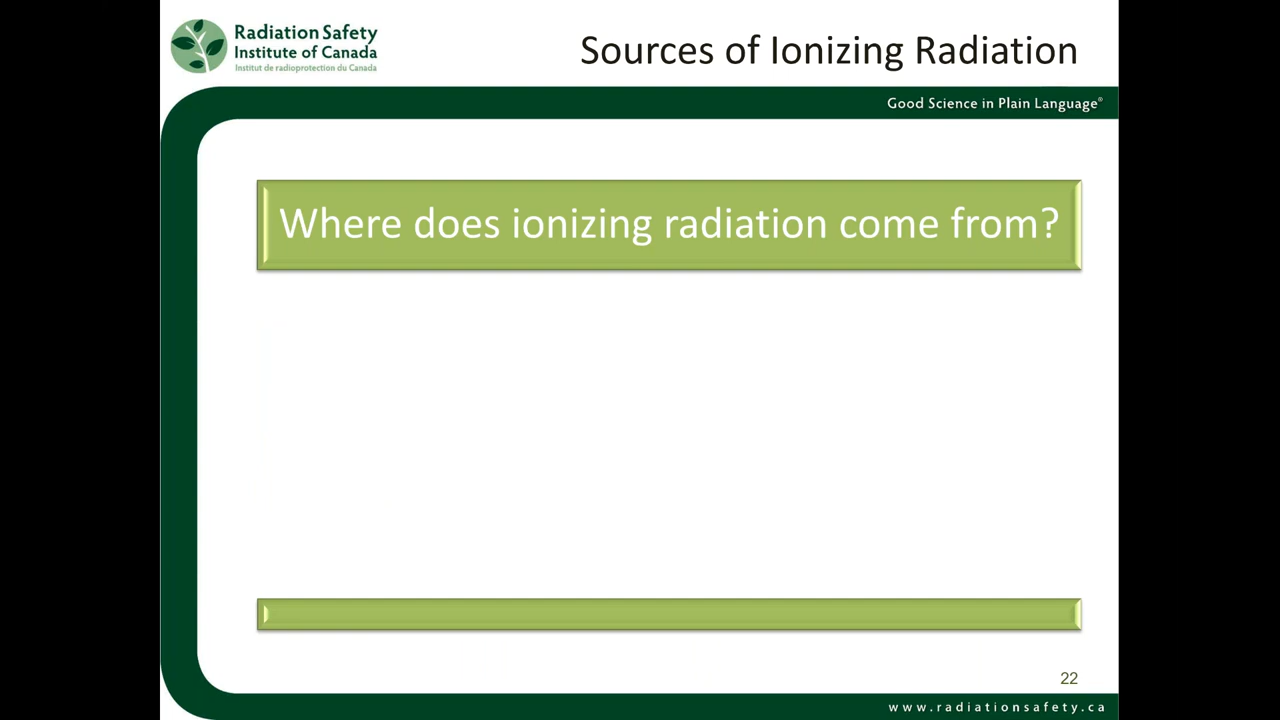 Radiation Safety
Institute of Canada
Institut de radioprotection du Canada
Sources of Ionizing Radiation
Good Science in Plain Language®
Where does ionizing radiation come from?
22
www.radiationsafety.ca